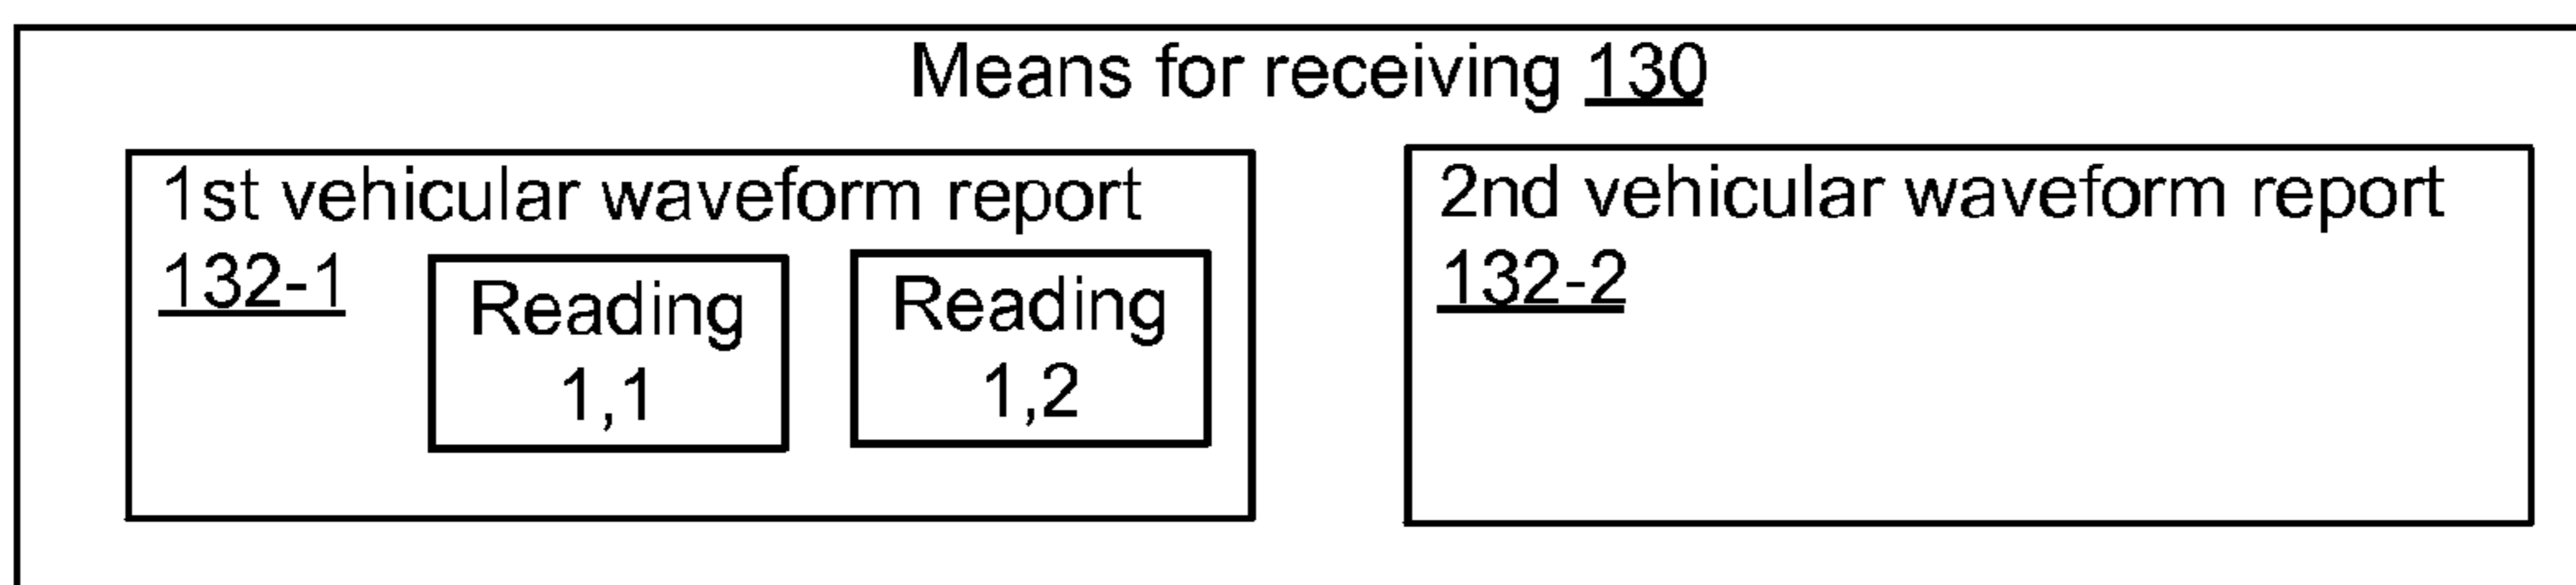 Means for receiving 130
1st vehicular waveform report
132-1
Reading
1,1
Reading
1,2
2nd vehicular waveform report
132-2